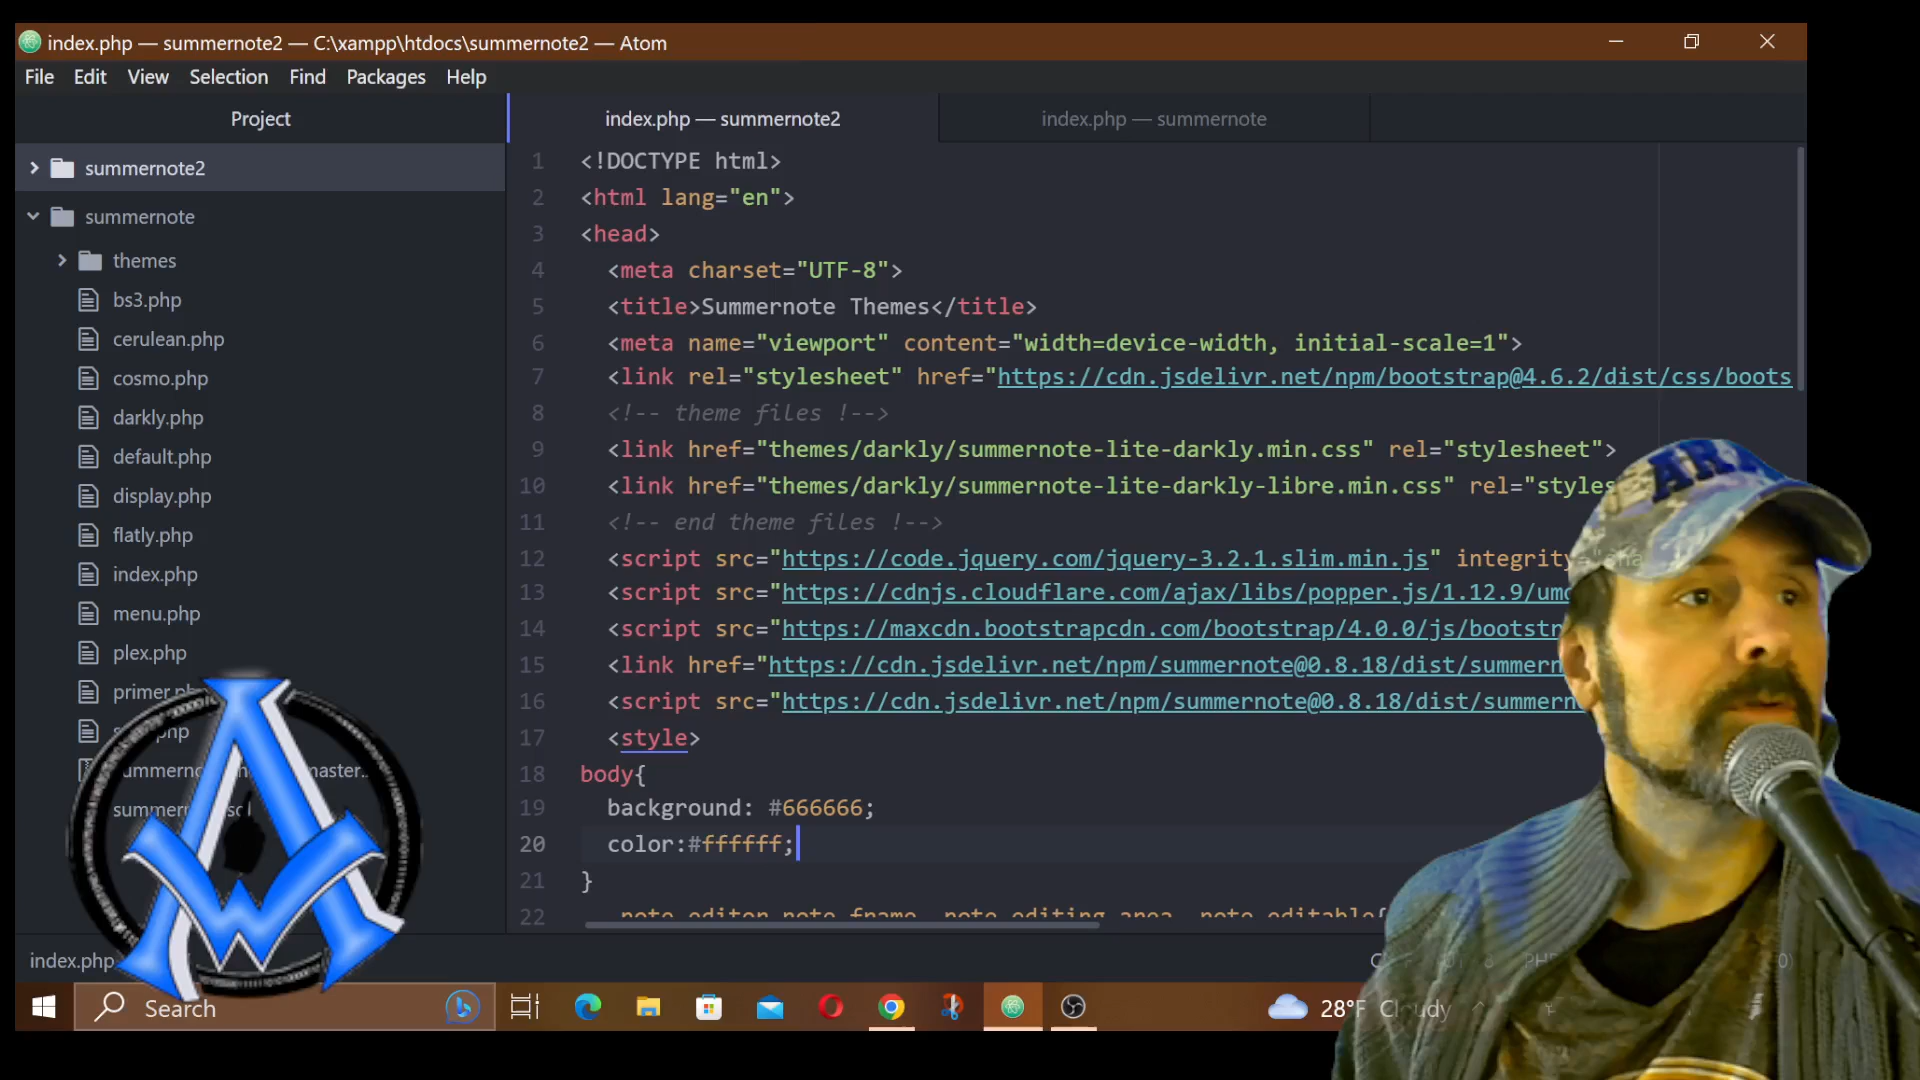 index.php — summernote2 — C:\xampp\htdocs\summernote2 — Atom
File Edit View Selection Find Packages Help
Project
index.php — summernote2
index.php — summernote
summernote2
summernote
themes
bs3.php
cerulean.php
cosmo.php
darkly.php
default.php
display.php
flatly.php
index.php
menu.php
plex.php
1 <!DOCTYPE html>
2 <html lang="en">
3 <head>
4 <meta charset="UTF-8">
5 <title>Summernote Themes</title>
6 <meta name="viewport" content="width=device-width, initial-scale=1">
7 <link rel="stylesheet" href="https://cdn.jsdelivr.net/npm/bootstrap@4.6.2/dist/css/boots
8 <!-- theme files !-->
9 <link href="themes/darkly/summernote-lite-darkly.min.css" rel="stylesheet">
10 <link href="themes/darkly/summernote-lite-darkly-libre.min.css" rel="styles
11 <!-- end theme files !-->
12 <script src="https://code.jquery.com/jquery-3.2.1.slim.min.js" integrity="sha
13 <script src="https://cdnjs.cloudflare.com/ajax/libs/popper.js/1.12.9/umd
14 <script src="https://maxcdn.bootstrapcdn.com/bootstrap/4.0.0/js/bootstr
15 <link href="https://cdn.jsdelivr.net/npm/summernote@0.8.18/dist/summern
16 <script src="https://cdn.jsdelivr.net/npm/summernote@0.8.18/dist/summern
17 <style>
18 body{
19 background: #666666;
20 color:#ffffff;
21 }
22 .note-editor.note-frame .note-editing-area .note-editable{
index.php
Search
28°F Cloudy